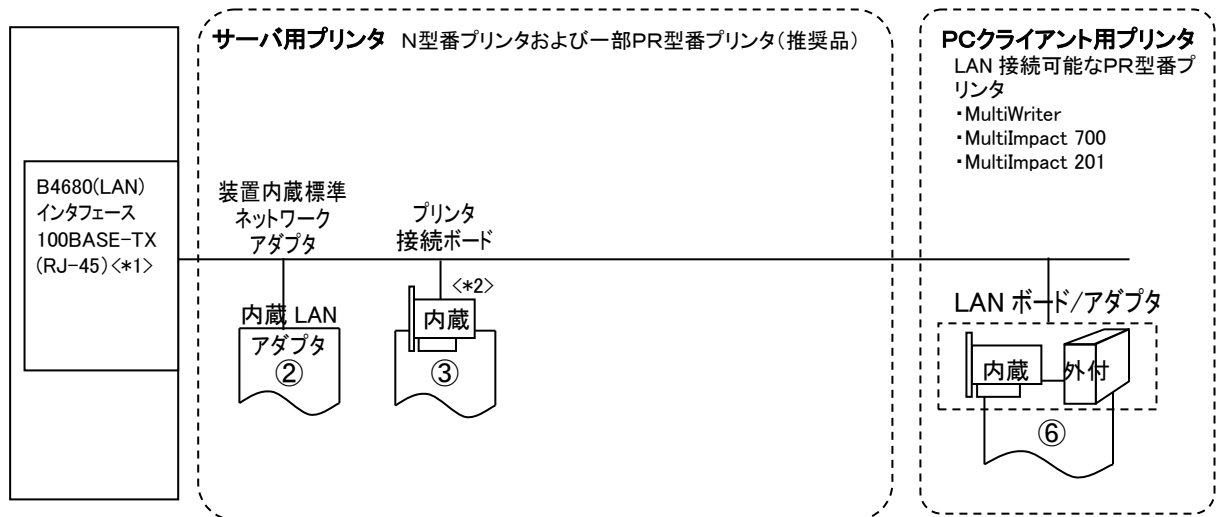 サーバ用プリンタ N型番プリンタおよび一部PR型番プリンタ(推奨品)
PCクライアント用プリンタ
LAN 接続可能なPR型番プ
リンタ
・MultiWriter
・MultiImpact 700
・MultiImpact 201
B4680(LAN)
インタフェース
100BASE-TX
(RJ-45)<*1>
装置内蔵標準
ネットワーク
アダプタ
プリンタ
接続ボード
<*2>
内蔵 LAN
アダプタ
②
内蔵
③
LAN ボード/アダプタ
内蔵
外付
⑥